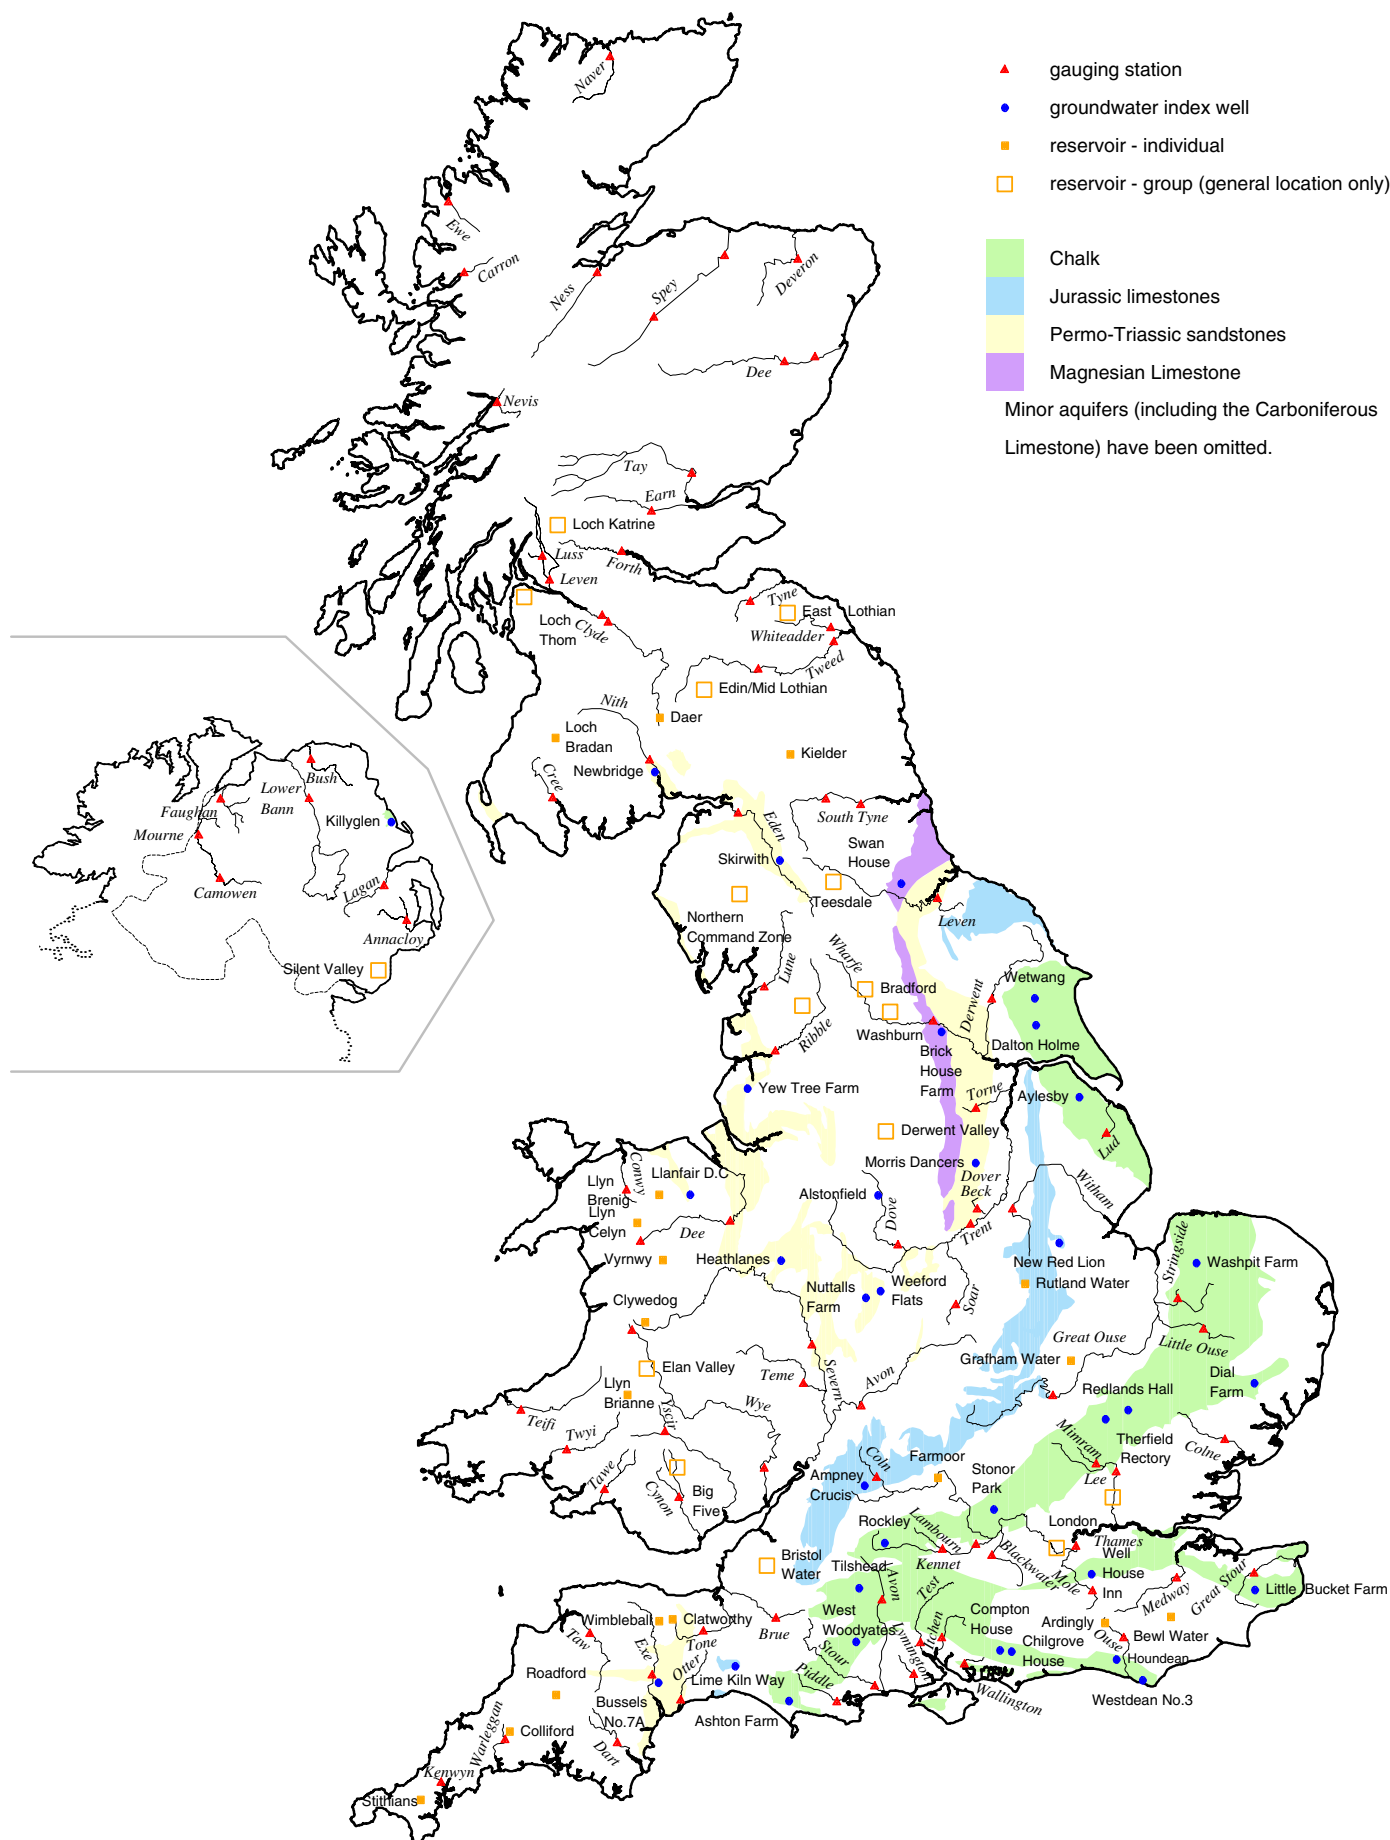 gauging station
groundwater index well
reservoir - individual
reservoir - group (general location only)
Chalk
Jurassic limestones
Permo-Triassic sandstones
Magnesian Limestone
Minor aquifers (including the Carboniferous
Limestone) have been omitted.
Naver
Ewe
Carron
Ness
Spey
Deveron
Dee
Nevis
Tay
Earn
Loch Katrine
Luss
Forth
Leven
Loch
Thom
Clyde
Tyne
East Lothian
Whiteadder
Tweed
Edin/Mid Lothian
Nith
Daer
Loch
Bradan
Kielder
Newbridge
Cree
Bush
Lower
Bann
Faughan
Mourne
Killyglen
Camowen
Lagan
Annacloy
Silent Valley
Eden
South Tyne
Swan
House
Skirwith
Teesdale
Leven
Northern
Command Zone
Lune
Wharfe
Bradford
Wetwang
Derwent
Ribble
Washburn
Brick
House
Farm
Dalton Holme
Yew Tree Farm
Torne
Aylesby
Lud
Derwent Valley
Morris Dancers
Dover
Beck
Conwy
Llanfair D.C
Llyn
Brenig
Llyn
Celyn
Dee
Alstonfield
Dove
Trent
Witham
Vyrnwy
Heathlanes
New Red Lion
Rutland Water
Stringside
Washpit Farm
Nuttalls
Farm
Weeford
Flats
Soar
Clywedog
Great Ouse
Little Ouse
Grafham Water
Elan Valley
Teme
Severn
Avon
Dial
Farm
Llyn
Brianne
Redlands Hall
Teifi
Twyi
Yscir
Wye
Mimram
Therfield
Rectory
Colne
Tawe
Cynon
Big
Five
Coln
Ampney
Crucis
Farmoor
Stonor
Park
Lee
London
Rockley
Lambourn
Kennet
Blackwater
Thames
Well
House
Inn
Mole
Bristol
Water
Tilshead
Avon
Test
Medway
Great Stour
Little Bucket Farm
Wimbleball
Clatworthy
Brue
West
Woodyates
Itchen
Compton
House
Chilgrove
House
Ardingly
Ouse
Bewl Water
Houndean
Taw
Exe
Tone
Otter
Stour
Lymington
Roadford
Lime Kiln Way
Piddle
Wallington
Westdean No.3
Bussels
No.7A
Ashton Farm
Colliford
Warleggan
Dart
Kenwyn
Stithians